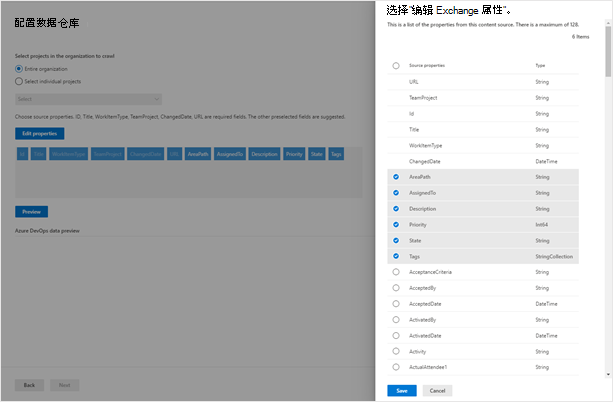 配置数据仓库
Select projects in the organization to crawl
Entire organization
Select individual projects
Select
Choose source properties. ID, Title, WorkItemType, TeamProject, ChangedDate, URL are required fields. The other preselected fields are suggested.
Edit properties
Id Title WorkItemType TeamProject ChangedDate URL AreaPath AssignedTo Description Priority State Tags
Preview
Azure DevOps data preview
Back Next
选择"编辑 Exchange 属性"。
This is a list of the properties from this content source. There is a maximum of 128.
6 Items
Source properties Type
URL String
TeamProject String
Id String
Title String
WorkItemType String
ChangedDate DateTime
AreaPath String
AssignedTo String
Description String
Priority Int64
State String
Tags StringCollection
AcceptanceCriteria String
AcceptedBy String
AcceptedDate DateTime
ActivatedBy String
ActivatedDate DateTime
Activity String
ActualAttendee1 String
Save Cancel